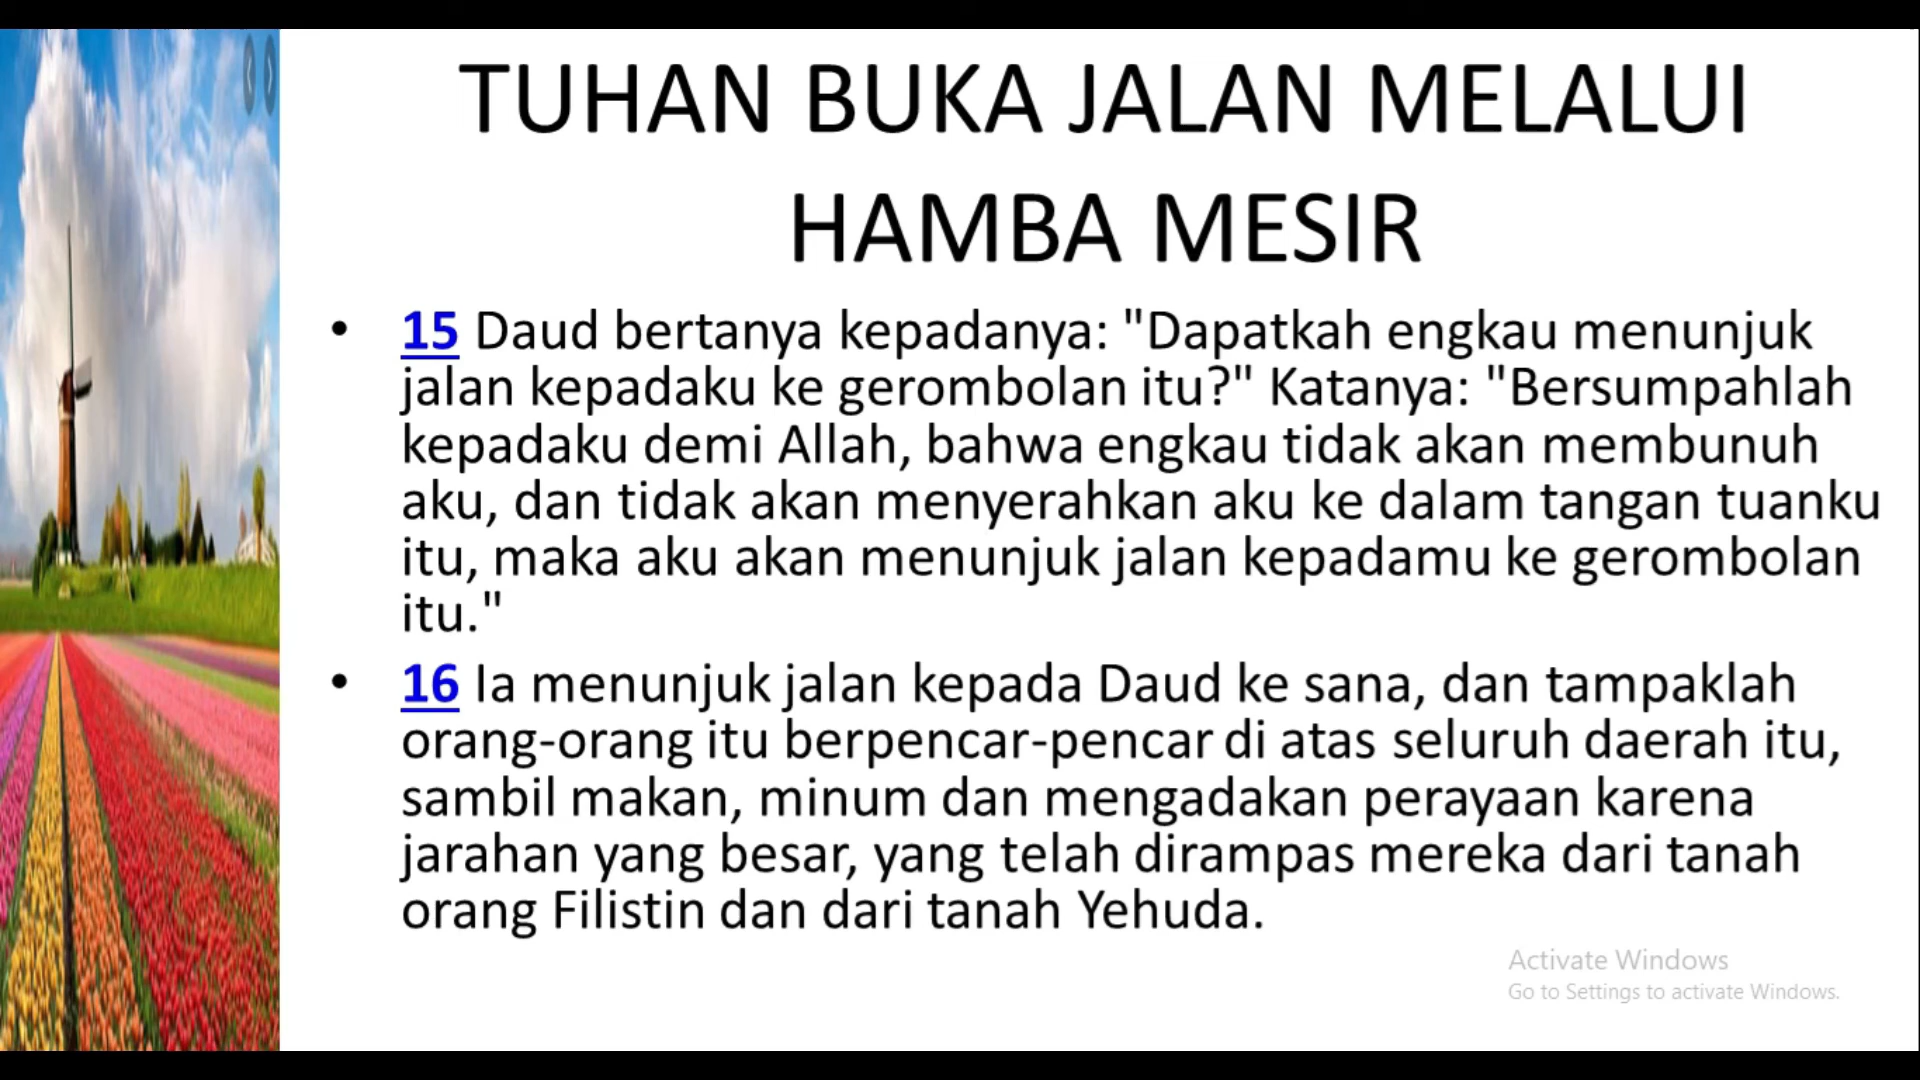 TUHAN BUKA JALAN MELALUI
HAMBA MESIR
• 15 Daud bertanya kepadanya: "Dapatkah engkau menunjuk
jalan kepadaku ke gerombolan itu?" Katanya: "Bersumpahlah
kepadaku demi Allah, bahwa engkau tidak akan membunuh
aku, dan tidak akan menyerahkan aku ke dalam tangan tuanku
itu, maka aku akan menunjuk jalan kepadamu ke gerombolan
itu."
• 16 Ia menunjuk jalan kepada Daud ke sana, dan tampaklah
orang-orang itu berpencar-pencar di atas seluruh daerah itu,
sambil makan, minum dan mengadakan perayaan karena
jarahan yang besar, yang telah dirampas mereka dari tanah
orang Filistin dan dari tanah Yehuda.
Activate Windows
Go to Settings to activate Windows.